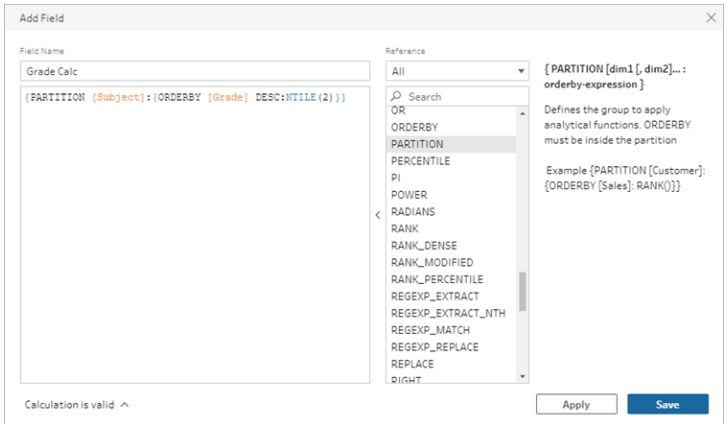 Add Field
Field Name
Grade Calc
{PARTITION [Subject]:{ORDERBY [Grade] DESC:NTILE(2)}}
Reference
All
Search
OR
ORDERBY
PARTITION
PERCENTILE
PI
POWER
RADIANS
RANK
RANK_DENSE
RANK_MODIFIED
RANK_PERCENTILE
REGEXP_EXTRACT
REGEXP_EXTRACT_NTH
REGEXP_MATCH
REGEXP_REPLACE
REPLACE
RIGHT
{ PARTITION [dim1 [, dim2]... :
orderby-expression }
Defines the group to apply
analytical functions. ORDERBY
must be inside the partition
Example {PARTITION [Customer]:
{ORDERBY [Sales]: RANK()}}
Calculation is valid
Apply
Save